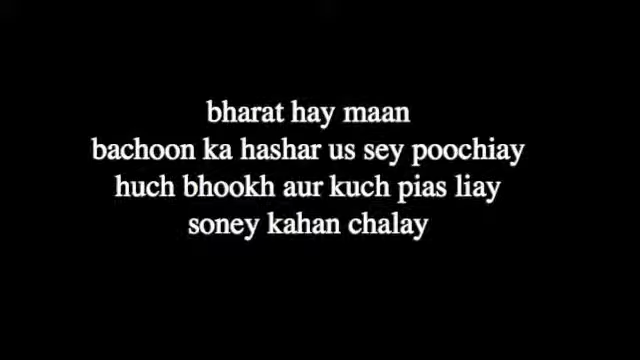 bharat hay maan
bachoon ka hashar us sey poochiay
huch bhookh aur kuch pias liay
soney kahan chalay